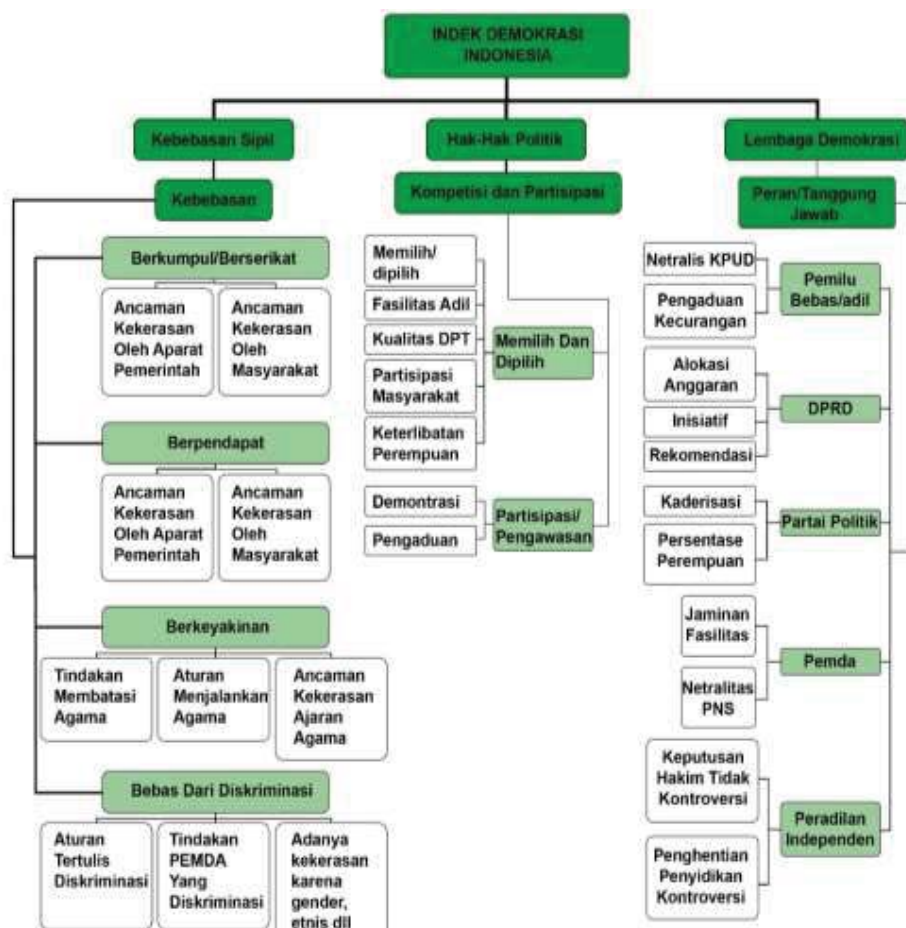 INDEK DEMOKRASI
INDONESIA
Kebebasan Sipil
Kebebasan
Berkumpul/Berserikat
Ancaman
Kekerasan
Oleh Aparat
Pemerintah
Ancaman
Kekerasan
Oleh
Masyarakat
Berpendapat
Ancaman
Kekerasan
Oleh Aparat
Pemerintah
Ancaman
Kekerasan
Oleh
Masyarakat
Berkeyakinan
Tindakan
Membatasi
Agama
Aturan
Menjalankan
Agama
Ancaman
Kekerasan
Ajaran
Agama
Bebas Dari Diskriminasi
Aturan
Tertulis
Diskriminasi
Tindakan
PEMDA
Yang
Diskriminasi
Adanya
kekerasan
karena
gender,
etnis dll
Hak-Hak Politik
Kompetisi dan Partisipasi
Memilih/
dipilih
Fasilitas Adil
Kualitas DPT
Partisipasi
Masyarakat
Keterlibatan
Perempuan
Memilih Dan
Dipilih
Demontrasi
Pengaduan
Partisipasi/
Pengawasan
Lembaga Demokrasi
Peran/Tanggung
Jawab
Netralis KPUD
Pengaduan
Kecurangan
Pemilu
Bebas/adil
Alokasi
Anggaran
Inisiatif
Rekomendasi
DPRD
Kaderisasi
Persentase
Perempuan
Partai Politik
Jaminan
Fasilitas
Netralitas
PNS
Pemda
Keputusan
Hakim Tidak
Kontroversi
Penghentian
Penyidikan
Kontroversi
Peradilan
Independen